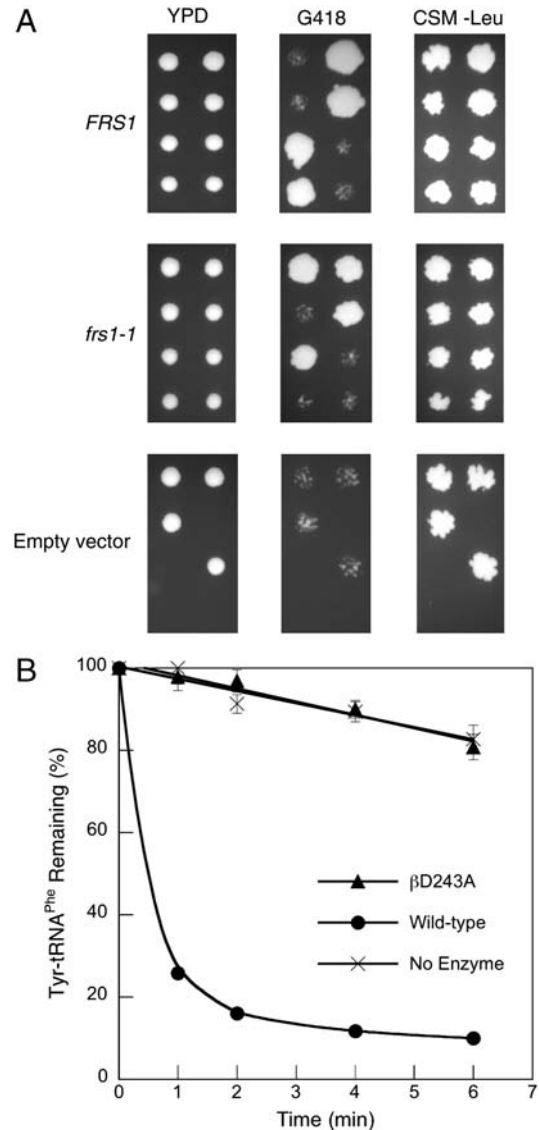 A
YPD G418 CSM -Leu
FRS1
frs1-1
Empty vector
B
Tyr-tRNAPhe Remaining (%)
100
80
60
40
20
0
βD243A
Wild-type
No Enzyme
0 1 2 3 4 5 6 7
Time (min)